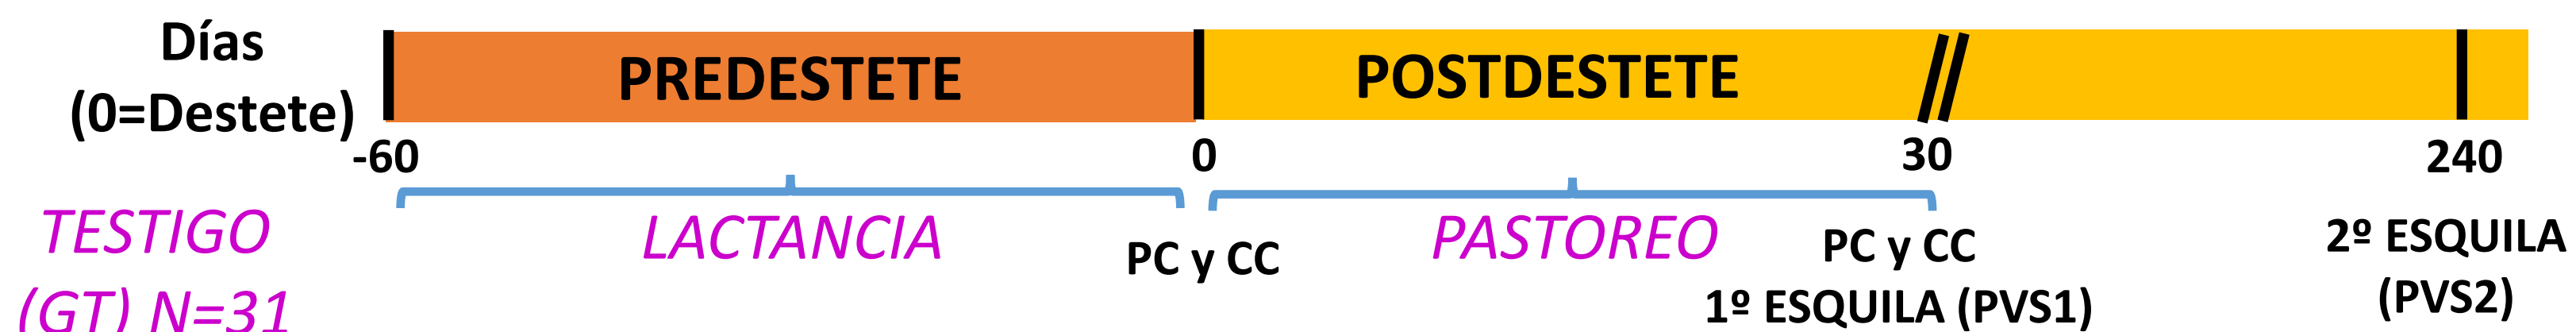 Días
(0=Destete)
PREDESTETE
POSTDESTETE
-60
0
30
240
TESTIGO
(GT) N=31
LACTANCIA
PC y CC
PASTOREO
PC y CC
1º ESQUILA (PVS1)
2º ESQUILA
(PVS2)